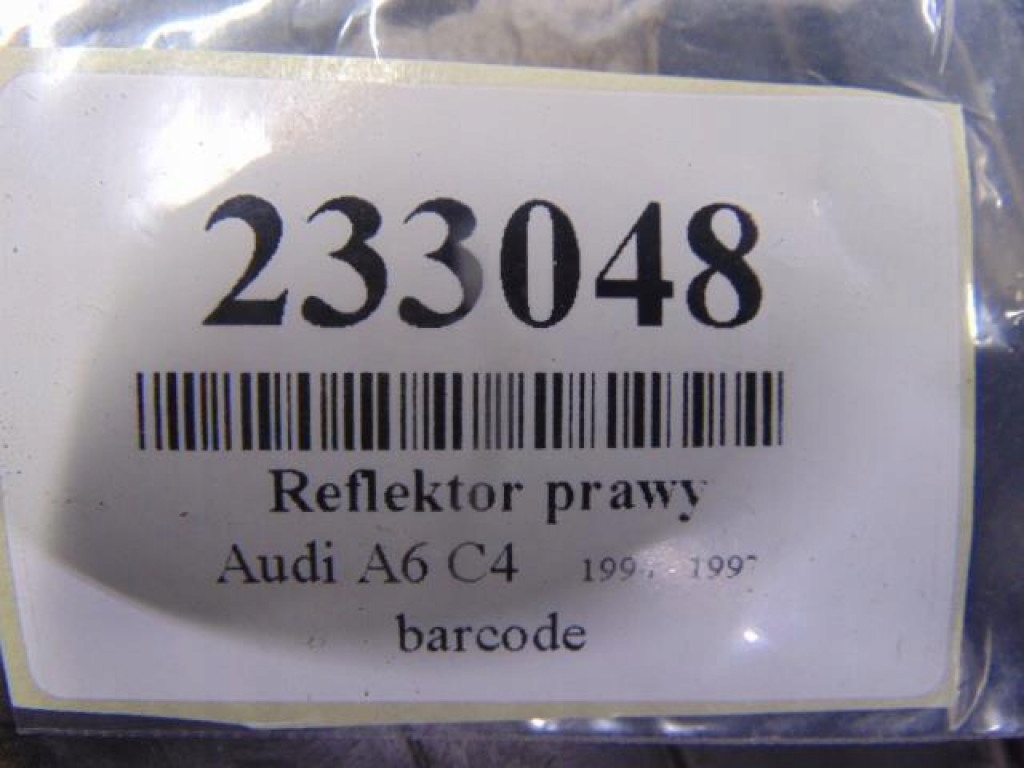 233048
Reflektor prawy
Audi A6 C4
barcode